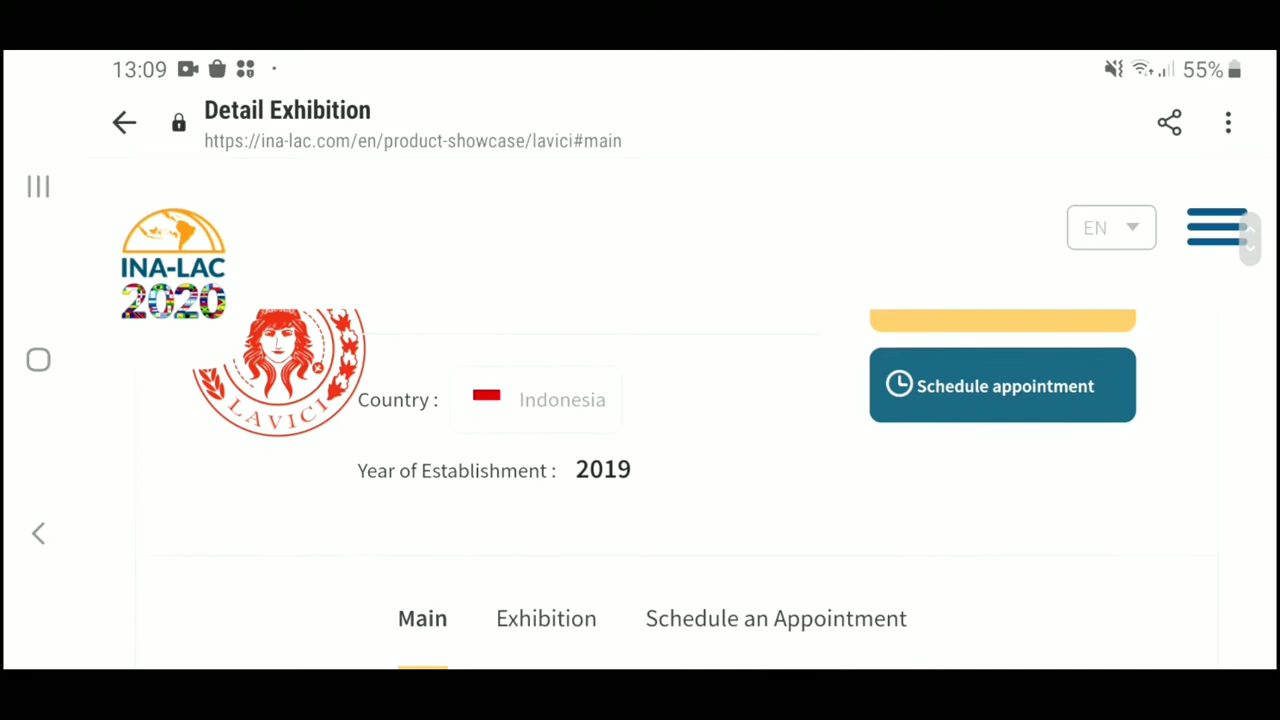 13:09
55%
Detail Exhibition
https://ina-lac.com/en/product-showcase/lavici#main
EN
INA-LAC
2020
LAVICI
Country :
Indonesia
Schedule appointment
Year of Establishment :
2019
Main
Exhibition
Schedule an Appointment